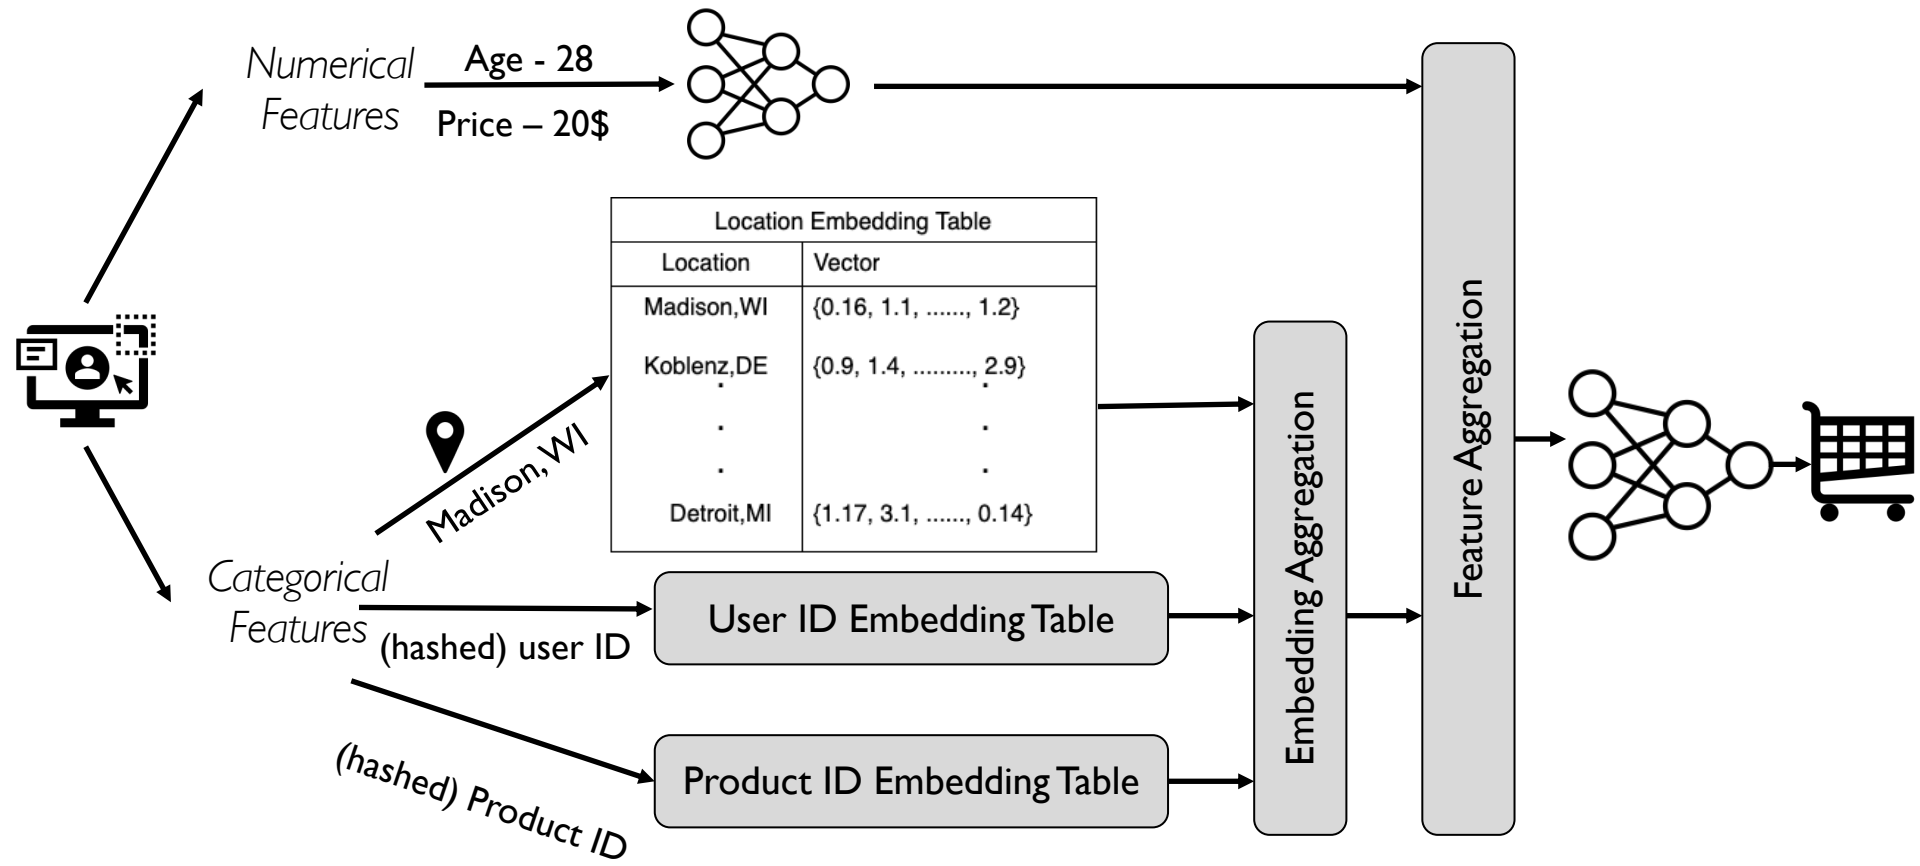 Numerical
Features
Age - 28
Price – 20$
Location Embedding Table
Location Vector
Madison,WI {0.16, 1.1, ......, 1.2}
Koblenz,DE {0.9, 1.4, ........., 2.9}
Detroit,MI {1.17, 3.1, ......, 0.14}
Madison, WI
Categorical
Features
(hashed) user ID
User ID Embedding Table
(hashed) Product ID
Product ID Embedding Table
Embedding Aggregation
Feature Aggregation